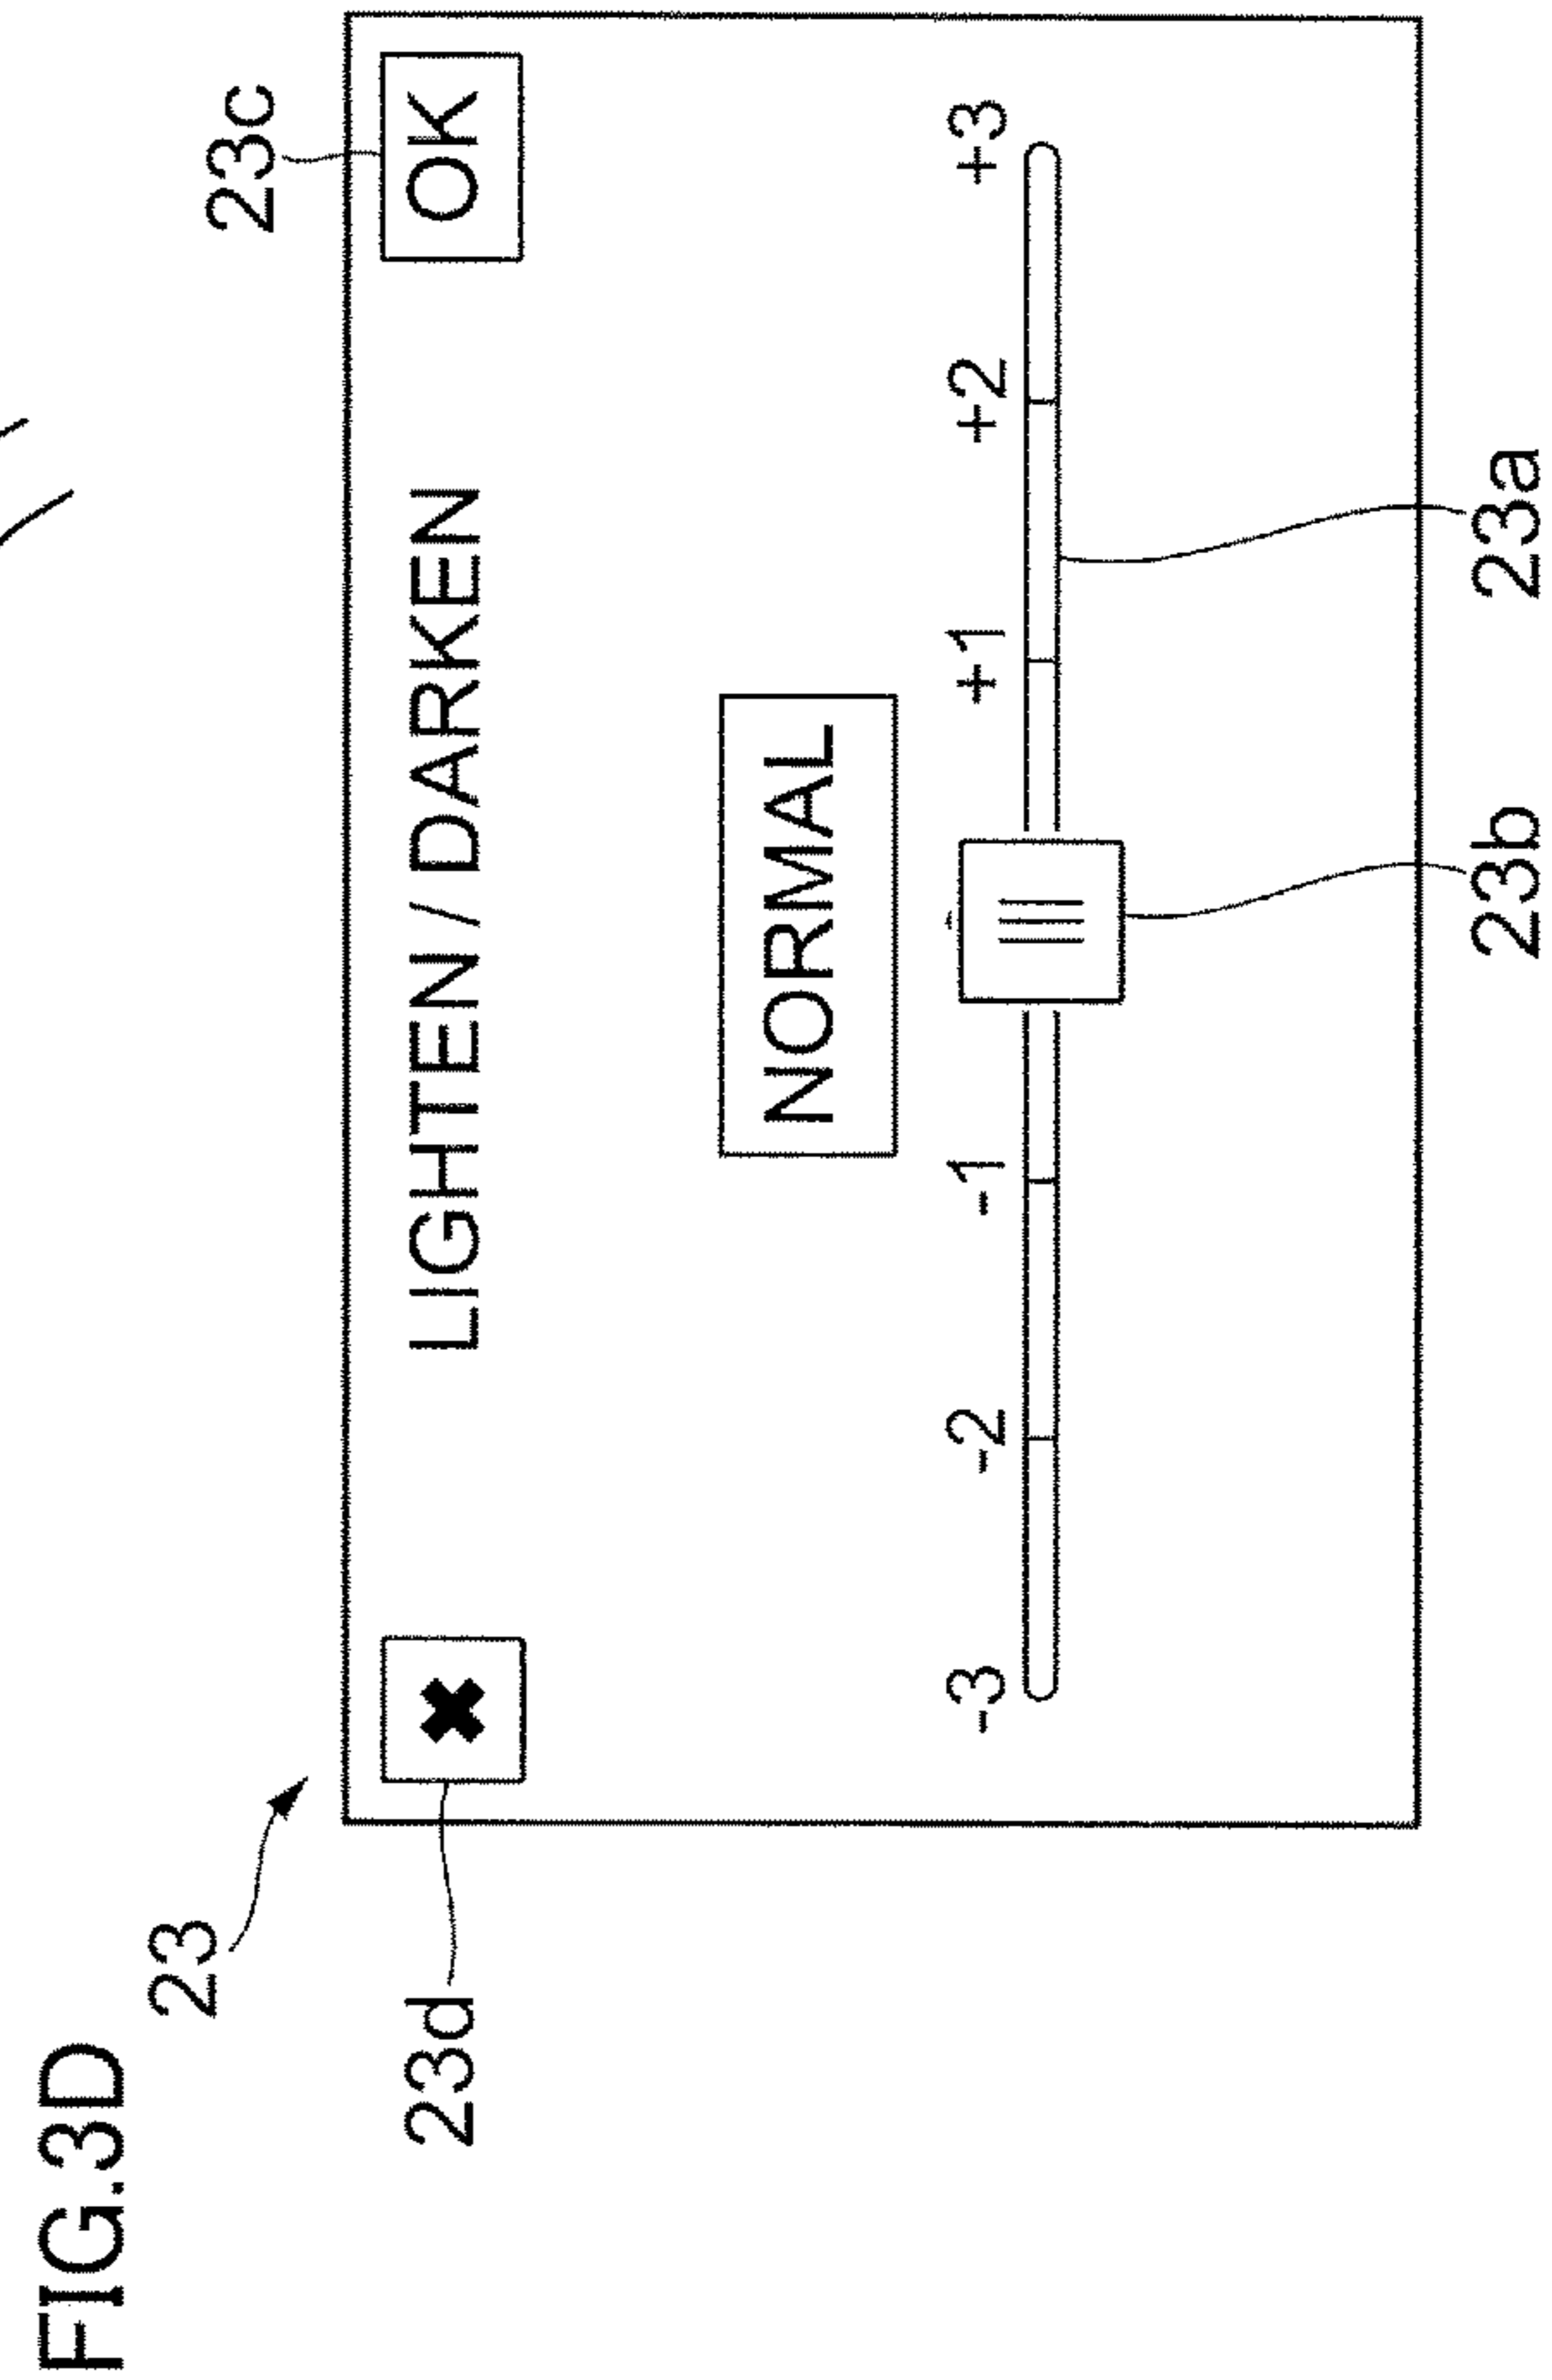 FIG.3D
23
23c
23d
LIGHTEN / DARKEN
OK
NORMAL
-3 -2 -1 +1 +2 +3
23b
23a